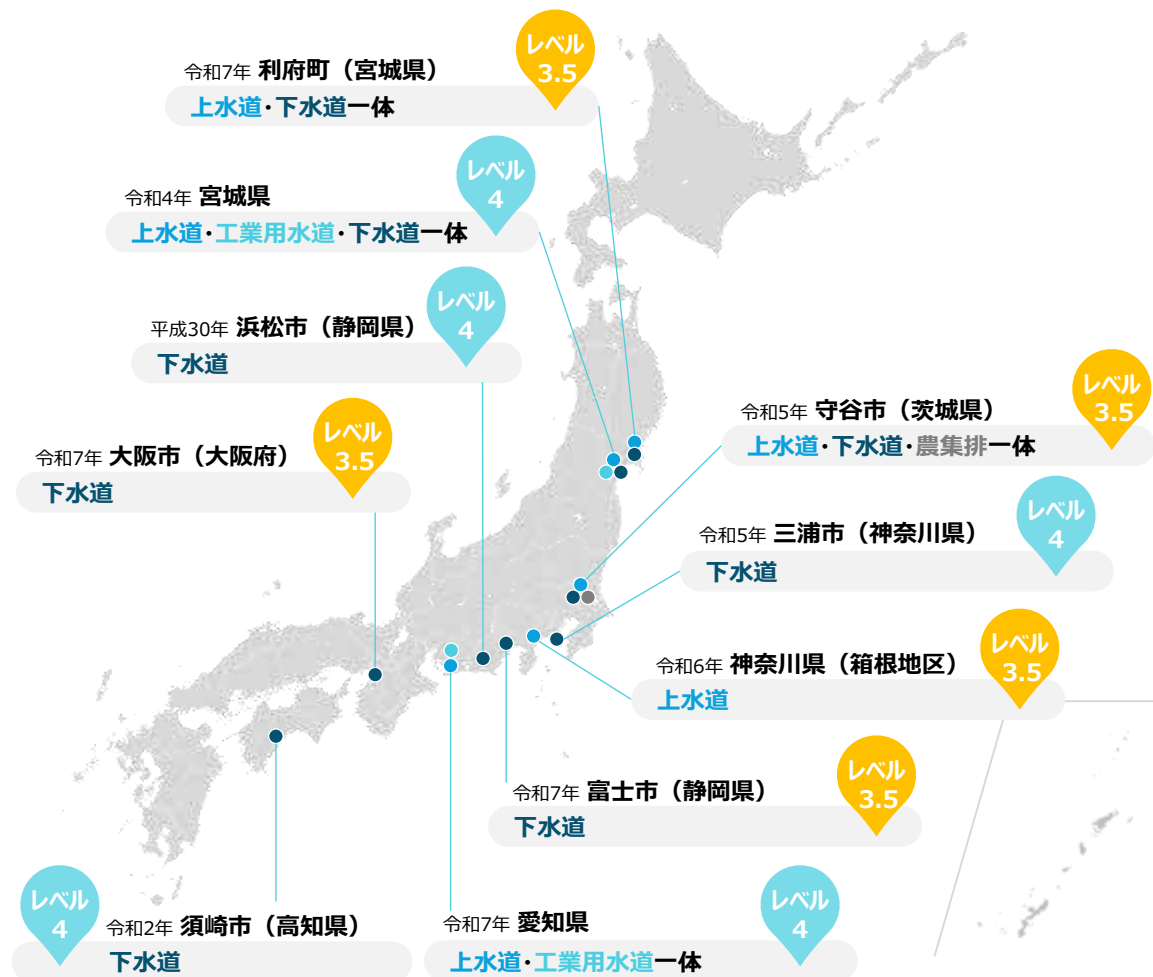 レベル
3.5
令和7年 利府町（宮城県）
上水道・下水道一体
レベル
4
令和4年 宮城県
上水道・工業用水道・下水道一体
レベル
4
平成30年 浜松市（静岡県）
下水道
レベル
3.5
令和7年 大阪市（大阪府）
下水道
レベル
3.5
令和5年 守谷市（茨城県）
上水道・下水道・農集排一体
レベル
4
令和5年 三浦市（神奈川県）
下水道
レベル
3.5
令和6年 神奈川県（箱根地区）
上水道
レベル
3.5
令和7年 富士市（静岡県）
下水道
レベル
4
令和2年 須崎市（高知県）
下水道
レベル
4
令和7年 愛知県
上水道・工業用水道一体